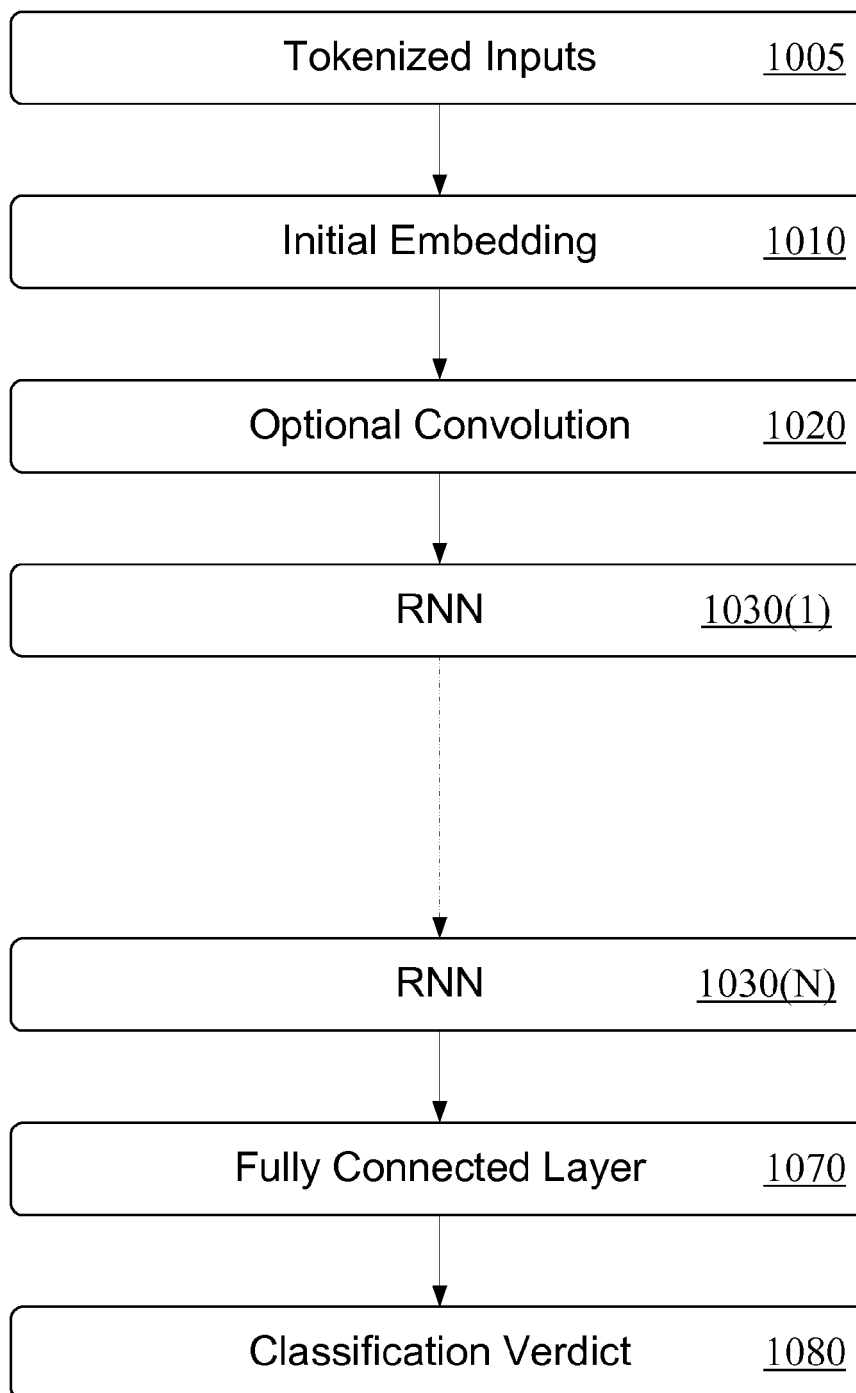 Tokenized Inputs 1005
Initial Embedding 1010
Optional Convolution 1020
RNN 1030(1)
RNN 1030(N)
Fully Connected Layer 1070
Classification Verdict 1080